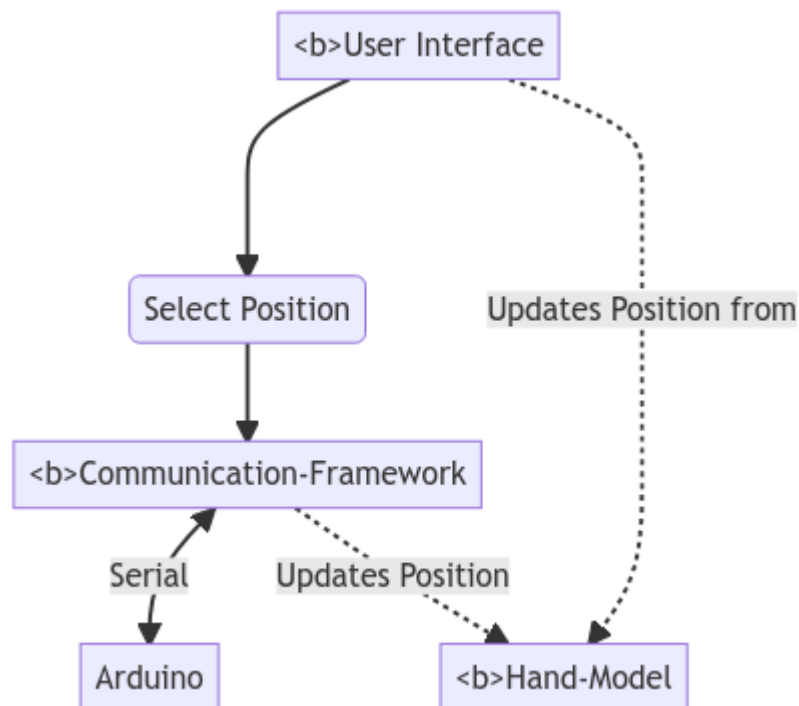 <b>User Interface
Select Position
Updates Position from
<b>Communication-Framework
Serial
Updates Position
Arduino
<b>Hand-Model